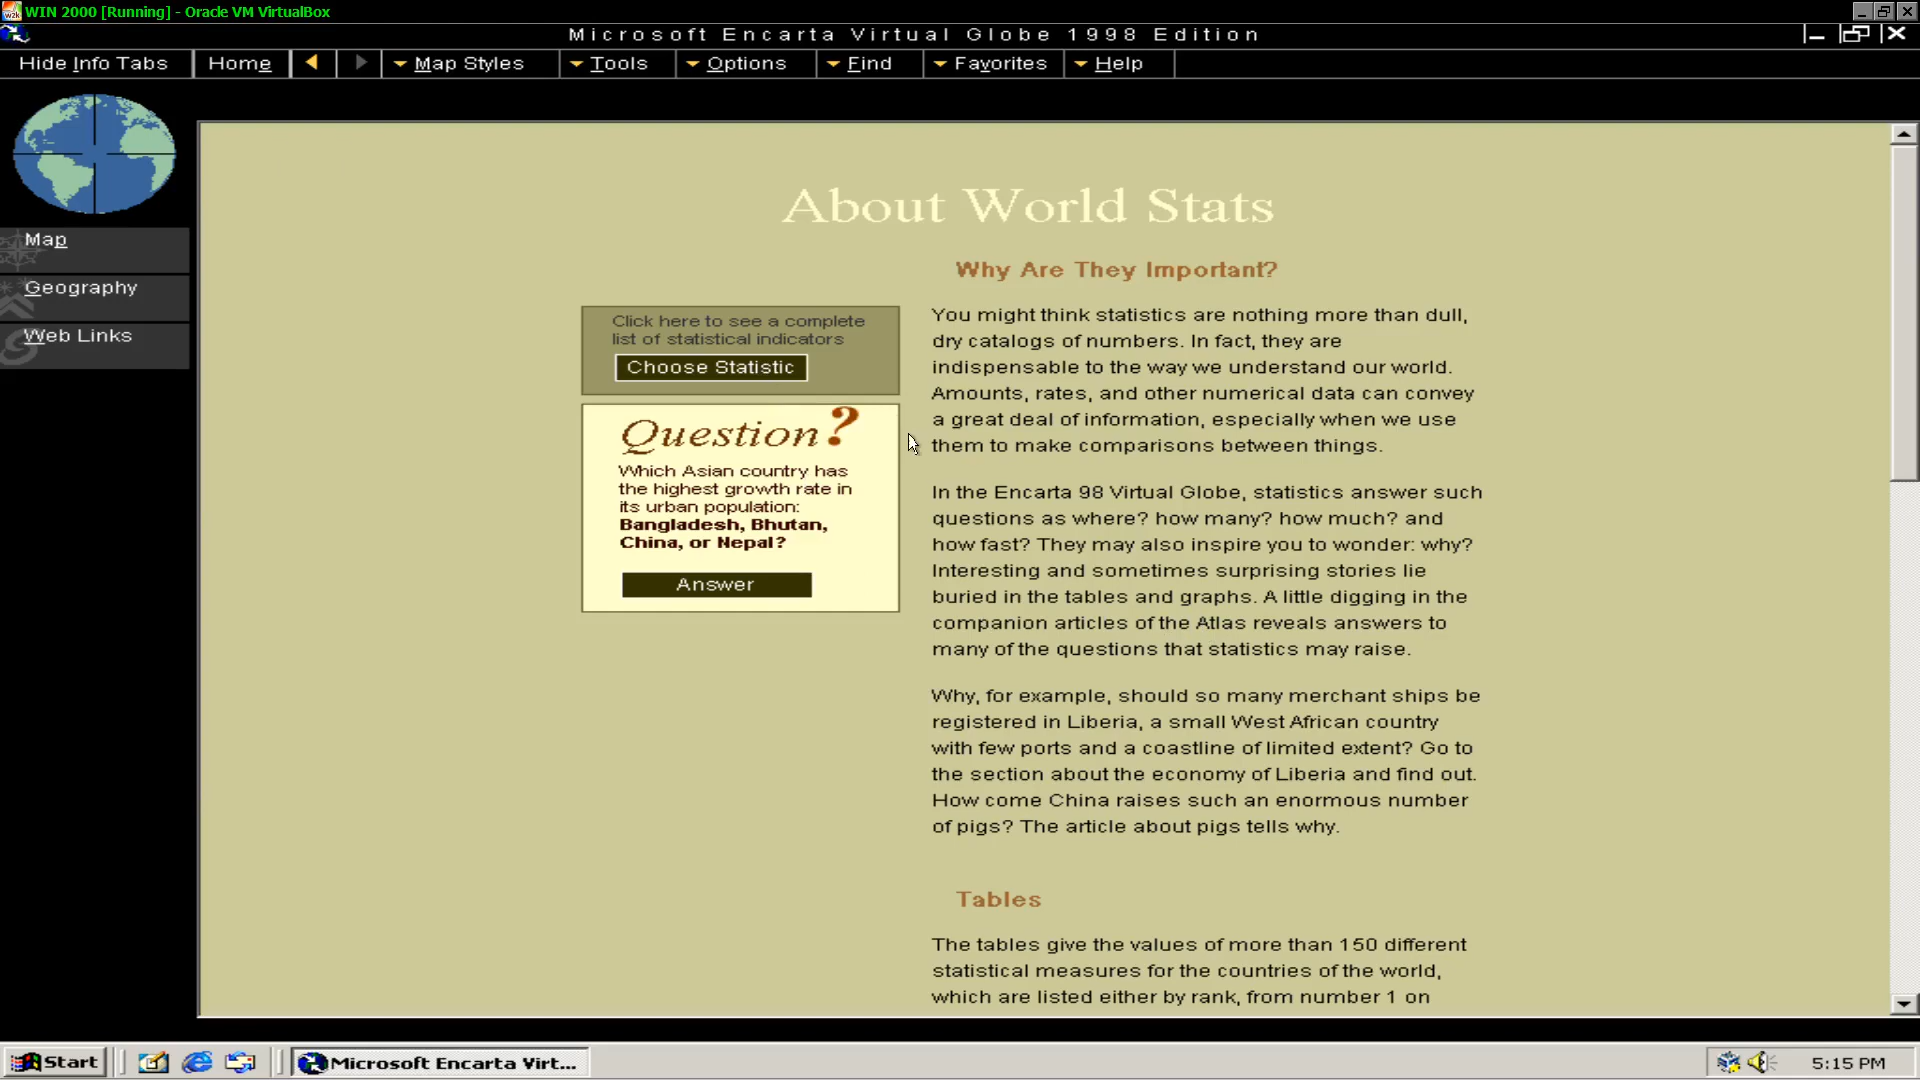 WIN 2000 [Running] - Oracle VM VirtualBox
Microsoft Encarta Virtual Globe 1998 Edition
Hide Info Tabs
Home
Map Styles
Tools
Options
Find
Favorites
Help
Map
Geography
Web Links
About World Stats
Click here to see a complete
list of statistical indicators
Choose Statistic
Question?
Which Asian country has
the highest growth rate in
its urban population:
Bangladesh, Bhutan,
China, or Nepal?
Answer
Why Are They Important?
You might think statistics are nothing more than dull,
dry catalogs of numbers. In fact, they are
indispensable to the way we understand our world.
Amounts, rates, and other numerical data can convey
a great deal of information, especially when we use
them to make comparisons between things.
In the Encarta 98 Virtual Globe, statistics answer such
questions as where? how many? how much? and
how fast? They may also inspire you to wonder: why?
Interesting and sometimes surprising stories lie
buried in the tables and graphs. A little digging in the
companion articles of the Atlas reveals answers to
many of the questions that statistics may raise.
Why, for example, should so many merchant ships be
registered in Liberia, a small West African country
with few ports and a coastline of limited extent? Go to
the section about the economy of Liberia and find out.
How come China raises such an enormous number
of pigs? The article about pigs tells why.
Tables
The tables give the values of more than 150 different
statistical measures for the countries of the world,
which are listed either by rank, from number 1 on
Start
Microsoft Encarta Virt...
5:15 PM